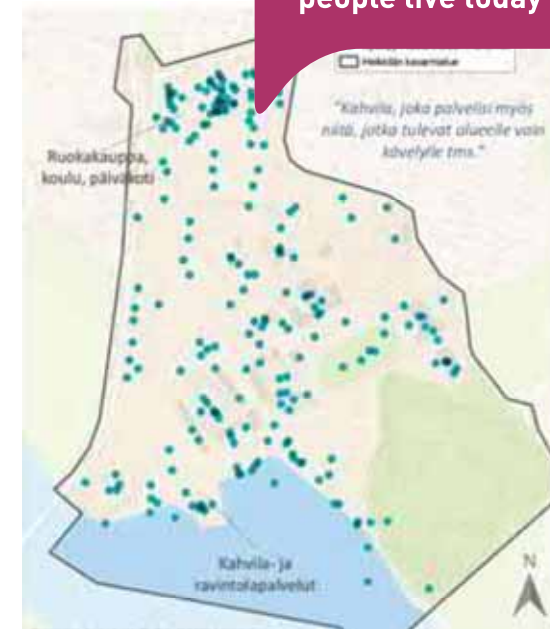 people live today
"Kahvila, joka palvelisi myös
niitä, jotka tulevat alueelle vain
kävelylle tms."
Ruokakauppa,
koulu, päiväkoti
Kahvila- ja
ravintolapalvelut
N